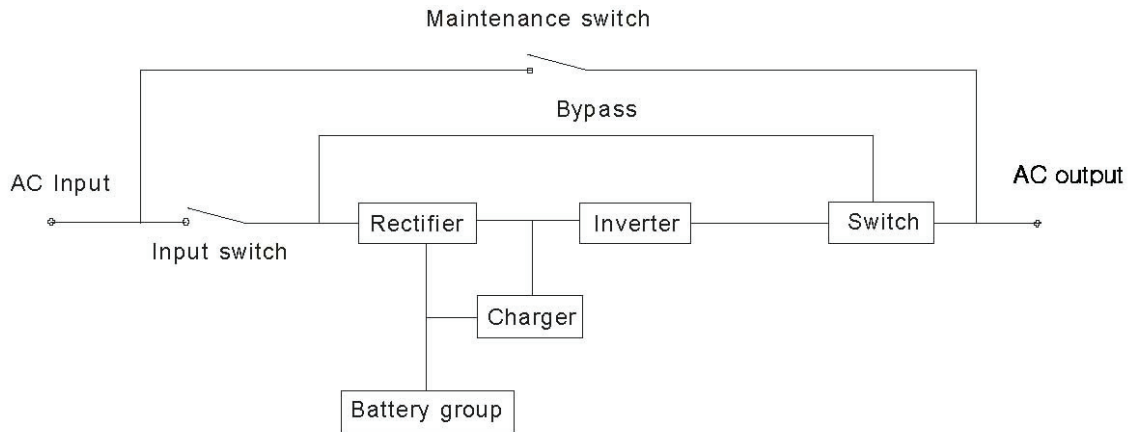 Maintenance switch
Bypass
AC Input
AC output
Input switch
Rectifier
Inverter
Switch
Charger
Battery group